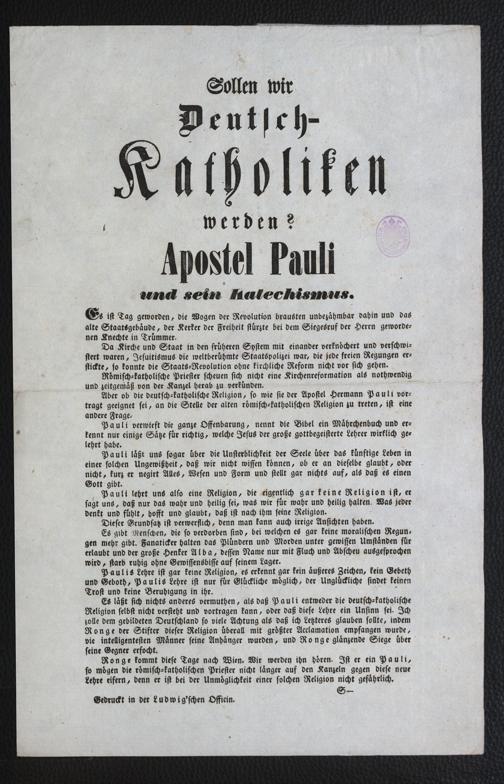 Sollen wir
Deutsch-
Katholiken
werden?
Apostel Pauli
und sein Katechismus.
Es ist Tag geworden, die Wogen der Revolution brausten unbezähmbar dahin und das
alte Staatsgebäude, der Kerker der Freiheit stürzte bei dem Siegesruf der Herren geworde-
nen Knechte in Trümmer.
Da Kirche und Staat in den früheren System mit einander verknöchert und verschwi-
stert waren, Jesuitismus die weltberühmte Staatspolizei war, die jede freien Regungen er-
stickte, so konnte die Staats-Revolution ohne kirchliche Reform nicht vor sich gehen.
Römisch-katholische Priester scheuen sich nicht eine Kirchenreformation als nothwendig
und zeitgemäß von der Kanzel herab zu verkünden.
Aber ob die deutsch-katholische Religion, so wie sie der Apostel Hermann Pauli vor-
tragt geeignet sei, an die Stelle der alten römisch-katholischen Religion zu treten, ist eine
andere Frage.
Pauli verwirft die ganze Offenbarung, nennt die Bibel ein Mährchenbuch und er-
kennt nur einige Sätze für richtig, welche Jesus der große gottbegeisterte Lehrer wirklich ge-
lehrt habe.
Pauli läßt uns sogar über die Unsterblichkeit der Seele über das künftige Leben in
einer solchen Ungewißheit, daß wir nicht wissen können, ob er an dieselbe glaubt, oder
nicht, kurz er negirt Alles, Wesen und Form und stellt gar nichts auf, als daß es einen
Gott gibt.
Pauli lehrt uns also eine Religion, die eigentlich gar keine Religion ist, er
sagt uns, daß nur das wahr und heilig sei, was wir für wahr und heilig halten. Was jeder
denkt und fühlt, hofft und glaubt, daß ist nach ihm seine Religion.
Dieser Grundsatz ist verwerflich, denn man kann auch irrige Ansichten haben.
Es gibt Menschen, die so verdorben sind, bei welchen es gar keine moralischen Regun-
gen mehr gibt. Fanatiker halten das Plündern und Morden unter gewissen Umständen für
erlaubt und der große Henker Alba, dessen Name nur mit Fluch und Abscheu ausgesprochen
wird, starb ruhig ohne Gewissensbisse auf seinem Lager.
Paulis Lehre ist gar keine Religion, es erkennt gar kein äußeres Zeichen, kein Gebeth
und Geboth, Paulis Lehre ist nur für Glückliche möglich, der Unglückliche findet keinen
Trost und keine Beruhigung in ihr.
Es läßt sich nichts anderes vermuthen, als daß Pauli entweder die deutsch-katholische
Religion selbst nicht versteht und vortragen kann, oder daß diese Lehre ein Unsinn sei. Ich
zolle dem gebildeten Deutschland so viele Achtung als daß ich Letzteres glauben sollte, indem
Ronge der Stifter dieser Religion überall mit größter Acclamation empfangen wurde,
die intelligentesten Männer seine Anhänger wurden, und Ronge glänzende Siege über
seine Gegner erfocht.
Ronge kommt diese Tage nach Wien. Wir werden ihn hören. Ist er ein Pauli,
so mögen die römisch-katholischen Priester nicht länger auf den Kanzeln gegen diese neue
Lehre eifern, denn er ist bei der Unmöglichkeit einer solchen Religion nicht gefährlich.
S—
Gedruckt in der Ludwig'schen Officin.